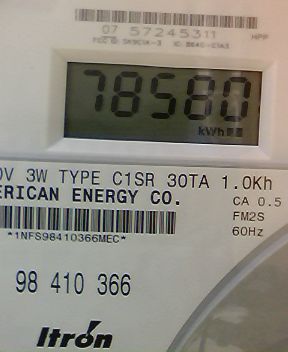 07 57245311
HPP
78580
kWh
0V 3W TYPE C1SR 30TA 1.0Kh
ERICAN ENERGY CO.
CA 0.5
FM2S
*1NFS98410366MEC*
60Hz
98 410 366
Itron